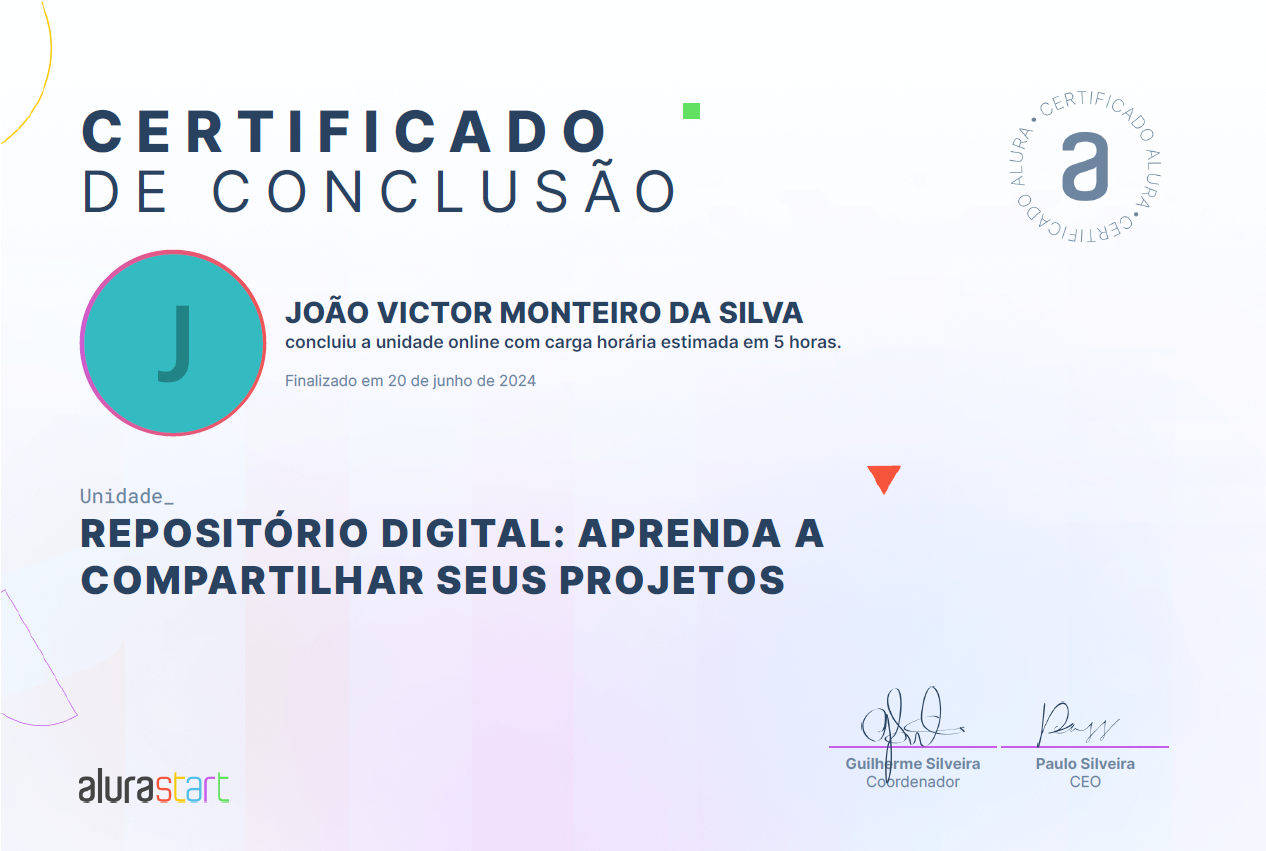 CERTIFICADO
DE CONCLUSÃO
CERTIFICADO ALURA • CERTIFICADO ALURA •
a
J
JOÃO VICTOR MONTEIRO DA SILVA
concluiu a unidade online com carga horária estimada em 5 horas.
Finalizado em 20 de junho de 2024
Unidade_
REPOSITÓRIO DIGITAL: APRENDA A
COMPARTILHAR SEUS PROJETOS
Guilherme Silveira
Coordenador
Paulo Silveira
CEO
alurastart